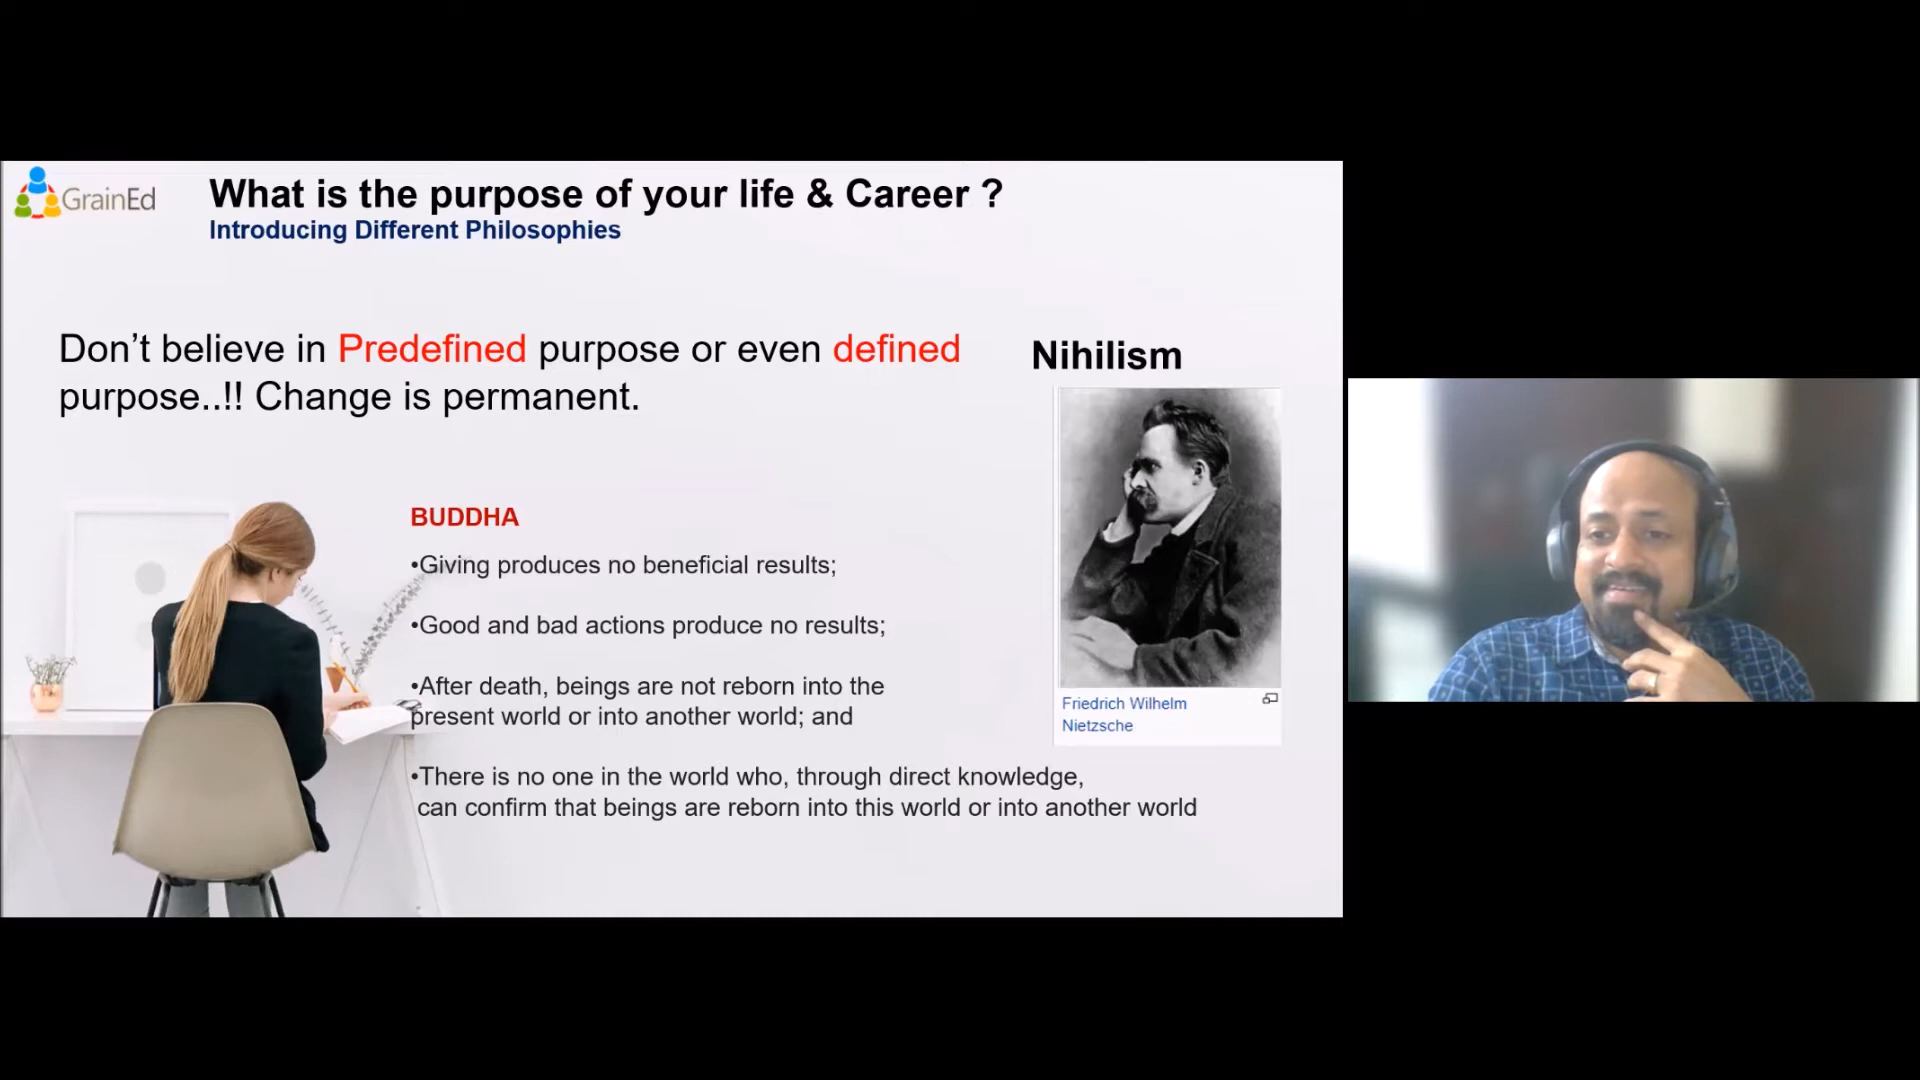 GrainEd
What is the purpose of your life & Career ?
Introducing Different Philosophies
Don’t believe in Predefined purpose or even defined
purpose..!! Change is permanent.
Nihilism
Friedrich Wilhelm
Nietzsche
BUDDHA
•Giving produces no beneficial results;
•Good and bad actions produce no results;
•After death, beings are not reborn into the
present world or into another world; and
•There is no one in the world who, through direct knowledge,
can confirm that beings are reborn into this world or into another world